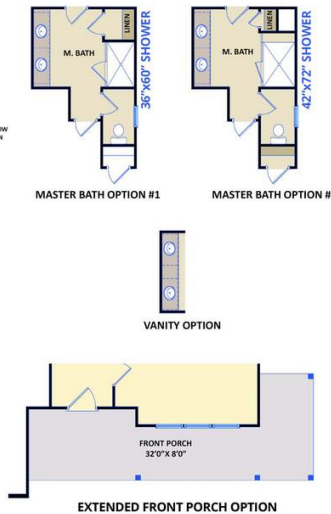 M. BATH
LINEN
36"x60" SHOWER
M. BATH
LINEN
42"x72" SHOWER
OW
N
MASTER BATH OPTION #1
MASTER BATH OPTION #
VANITY OPTION
FRONT PORCH
32'0"X 8'0"
EXTENDED FRONT PORCH OPTION